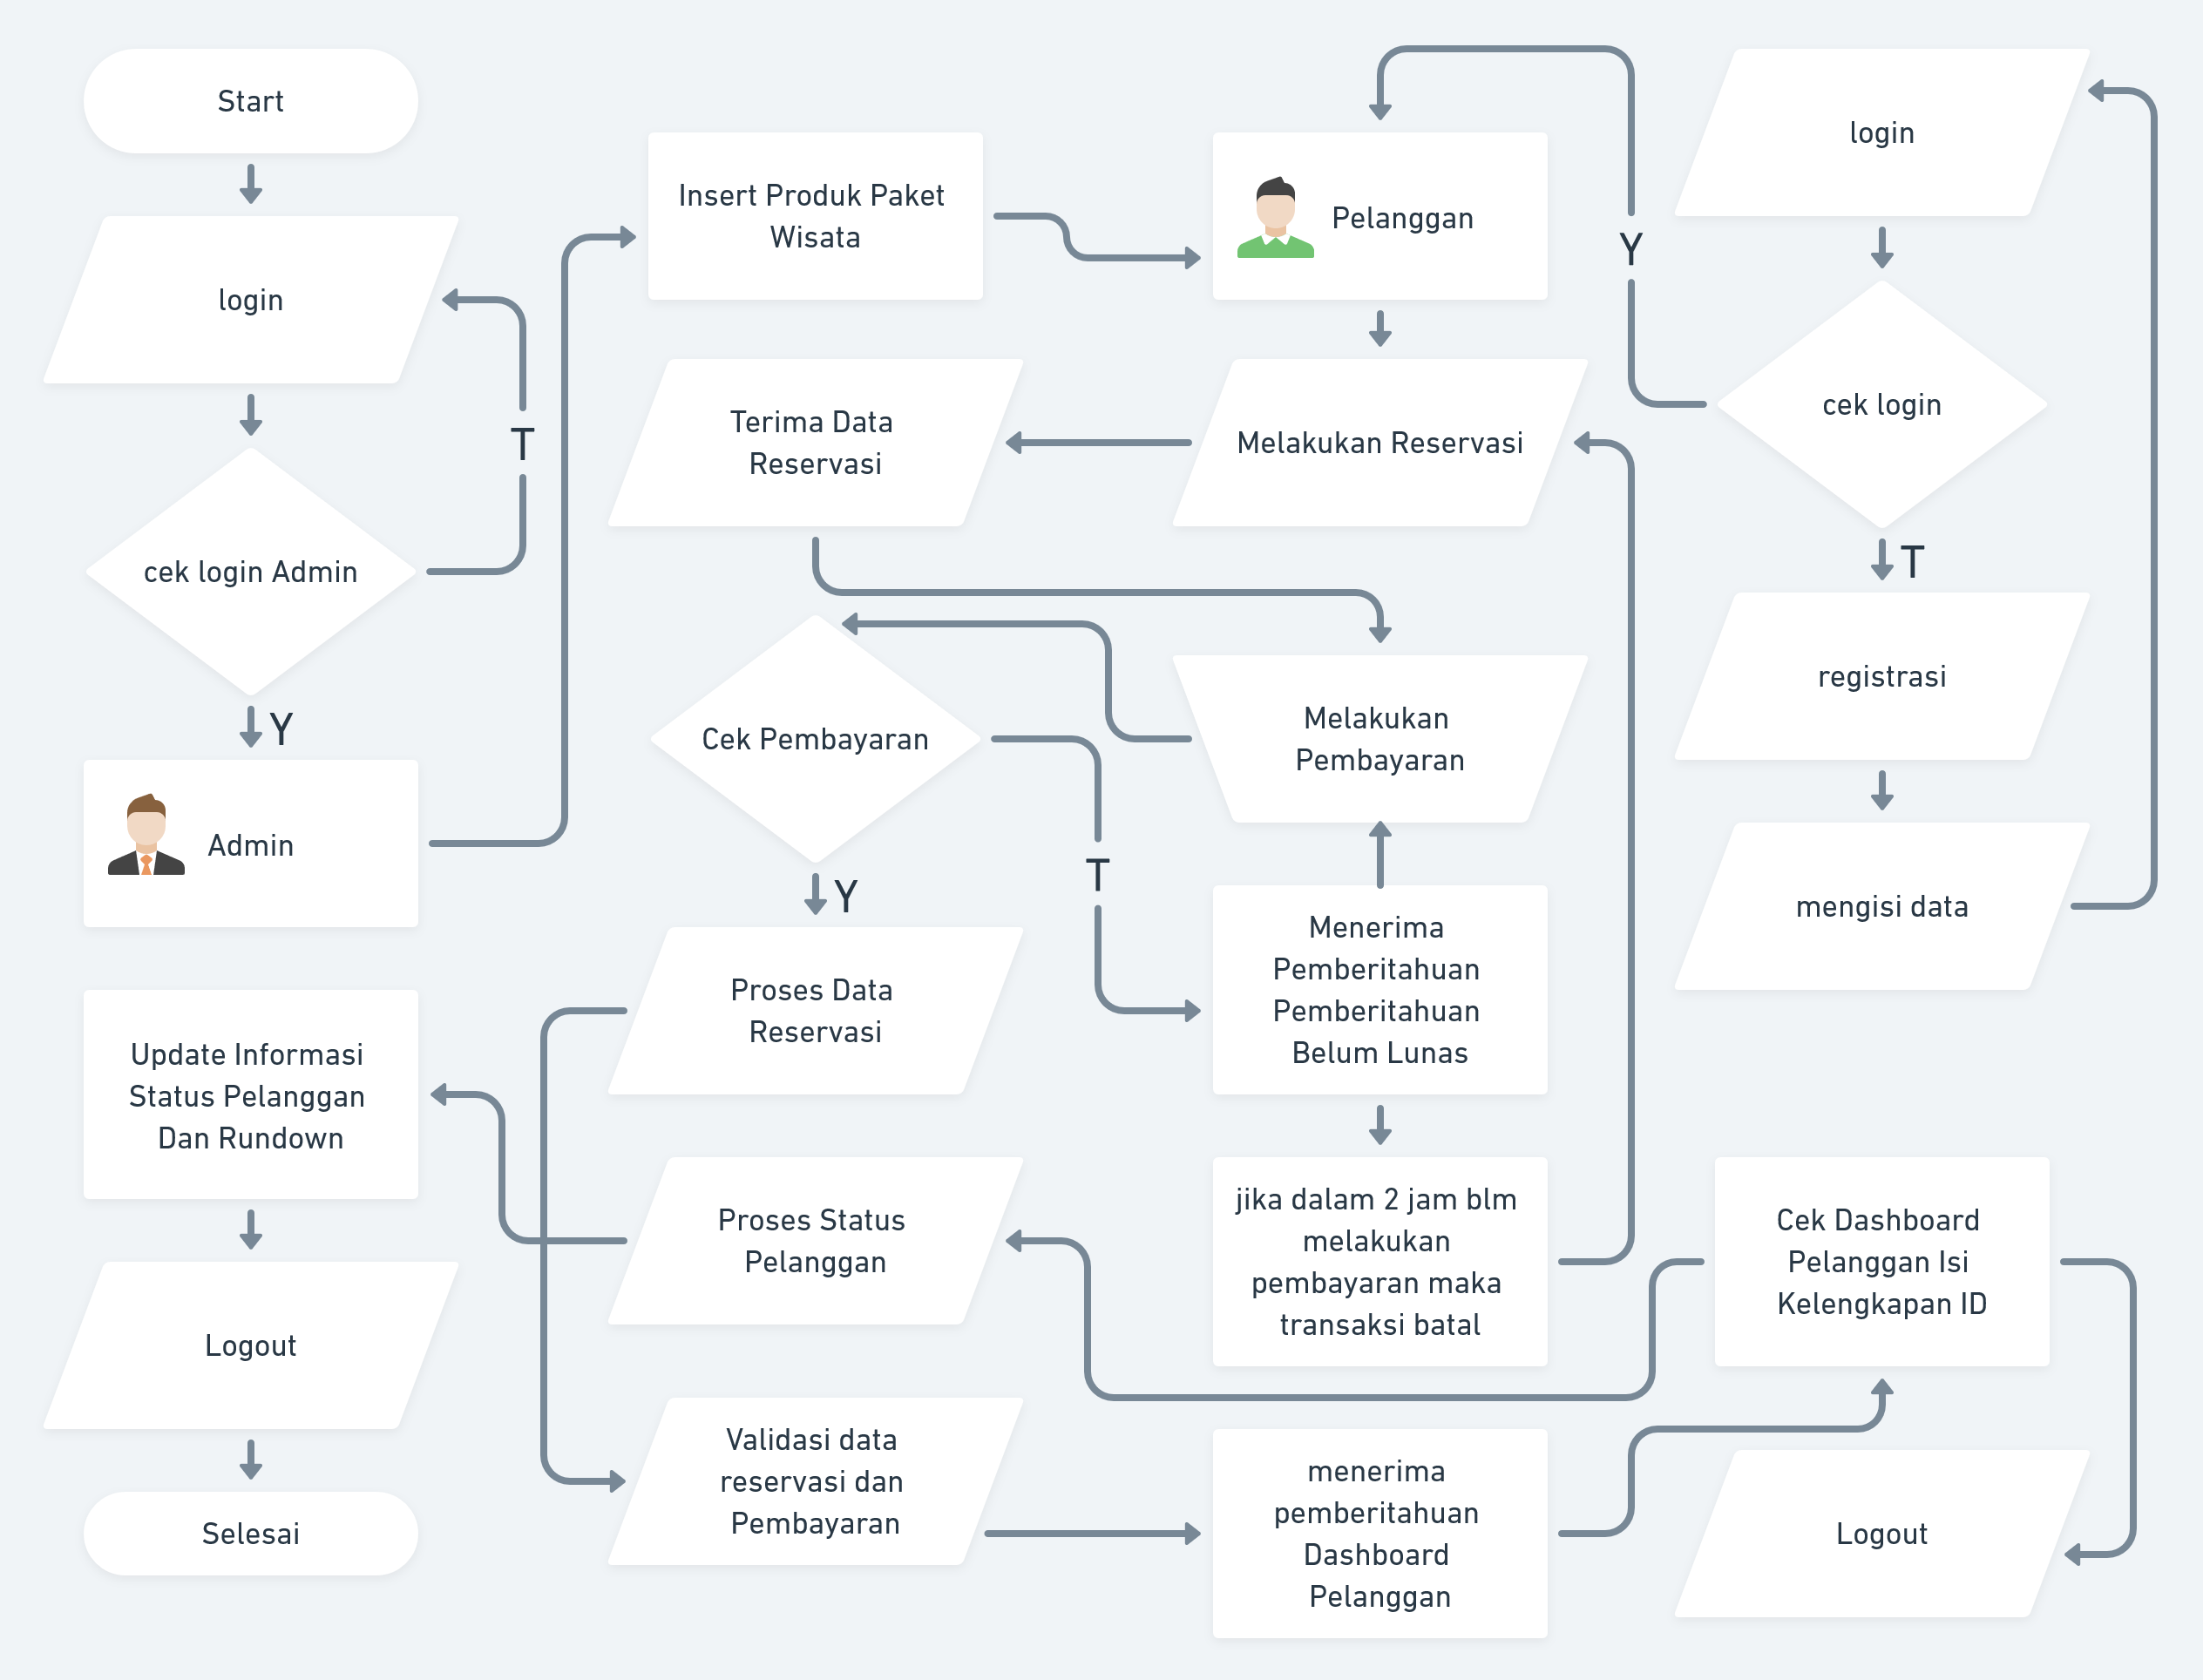 Start
login
cek login Admin
T
Y
Admin
Update Informasi
Status Pelanggan
Dan Rundown
Logout
Selesai
Insert Produk Paket
Wisata
Terima Data
Reservasi
Cek Pembayaran
T
Y
Proses Data
Reservasi
Proses Status
Pelanggan
Validasi data
reservasi dan
Pembayaran
Pelanggan
Melakukan Reservasi
Melakukan
Pembayaran
Menerima
Pemberitahuan
Pemberitahuan
Belum Lunas
jika dalam 2 jam blm
melakukan
pembayaran maka
transaksi batal
menerima
pemberitahuan
Dashboard
Pelanggan
login
Y
cek login
T
registrasi
mengisi data
Cek Dashboard
Pelanggan Isi
Kelengkapan ID
Logout